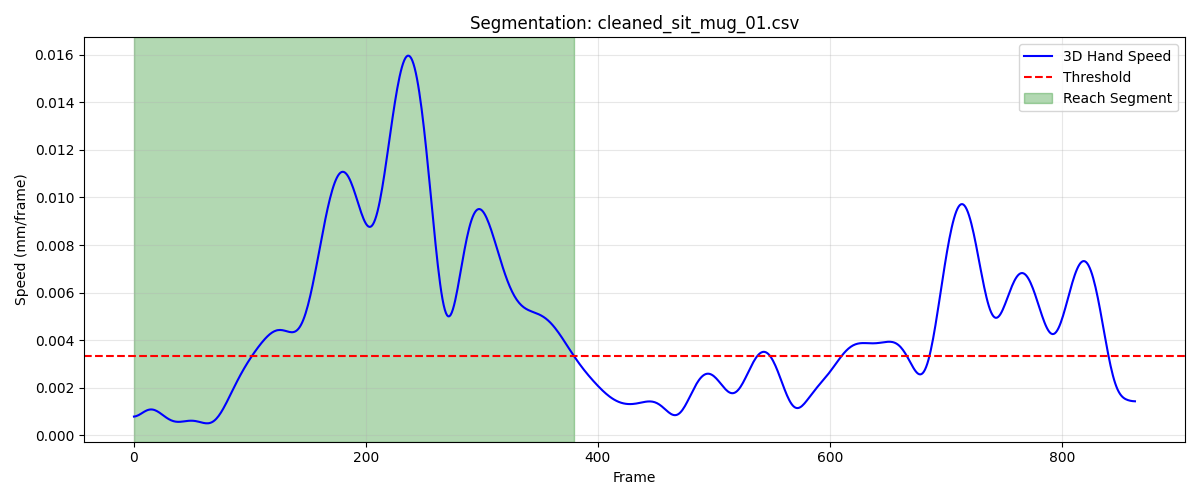 Segmentation: cleaned_sit_mug_01.csv
3D Hand Speed
Threshold
Reach Segment
Speed (mm/frame)
0.016
0.014
0.012
0.010
0.008
0.006
0.004
0.002
0.000
0 200 400 600 800
Frame